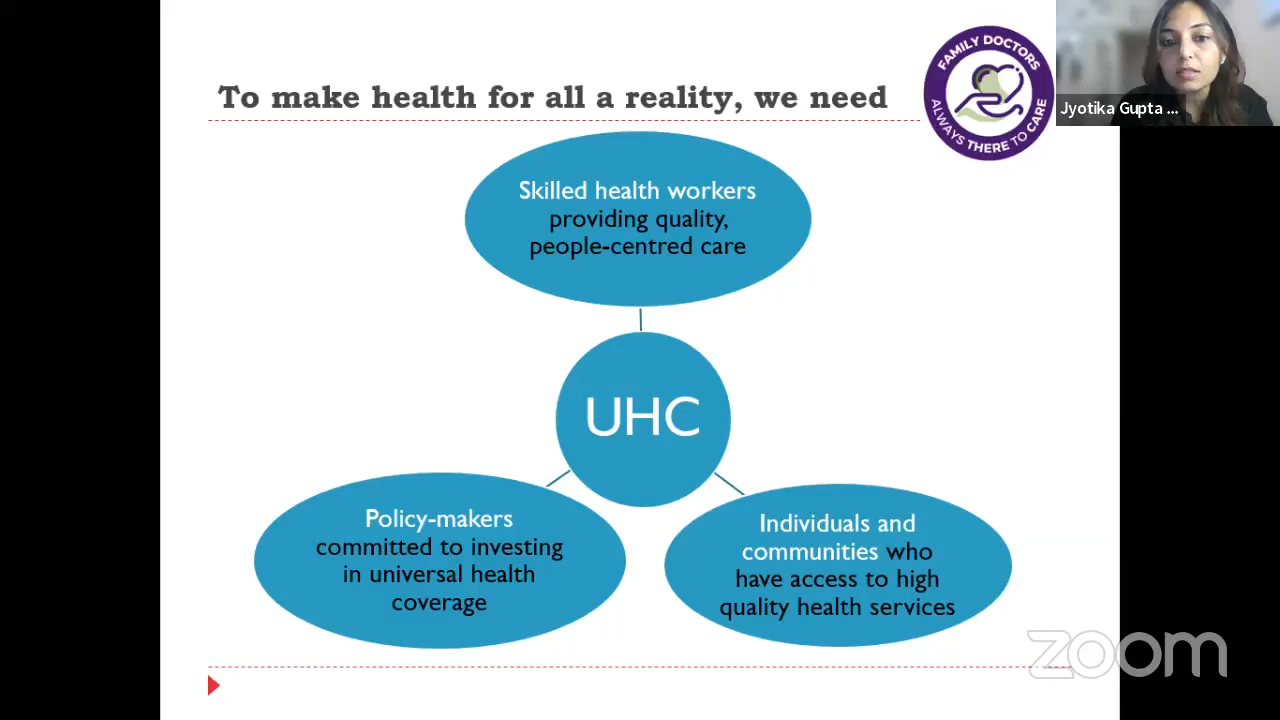 To make health for all a reality, we need
FAMILY DOCTORS
ALWAYS THERE TO CARE
Jyotika Gupta ...
Skilled health workers
providing quality,
people-centred care
UHC
Policy-makers
committed to investing
in universal health
coverage
Individuals and
communities who
have access to high
quality health services
zoom